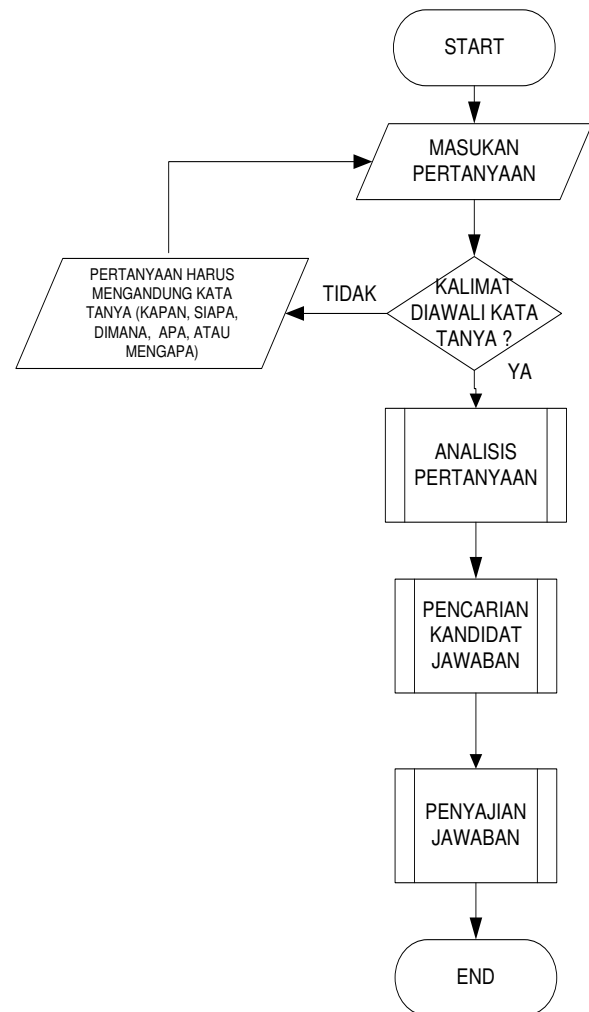 START
MASUKAN
PERTANYAAN
PERTANYAAN HARUS
MENGANDUNG KATA
TANYA (KAPAN, SIAPA,
DIMANA, APA, ATAU
MENGAPA)
TIDAK
KALIMAT
DIAWALI KATA
TANYA ?
YA
ANALISIS
PERTANYAAN
PENCARIAN
KANDIDAT
JAWABAN
PENYAJIAN
JAWABAN
END